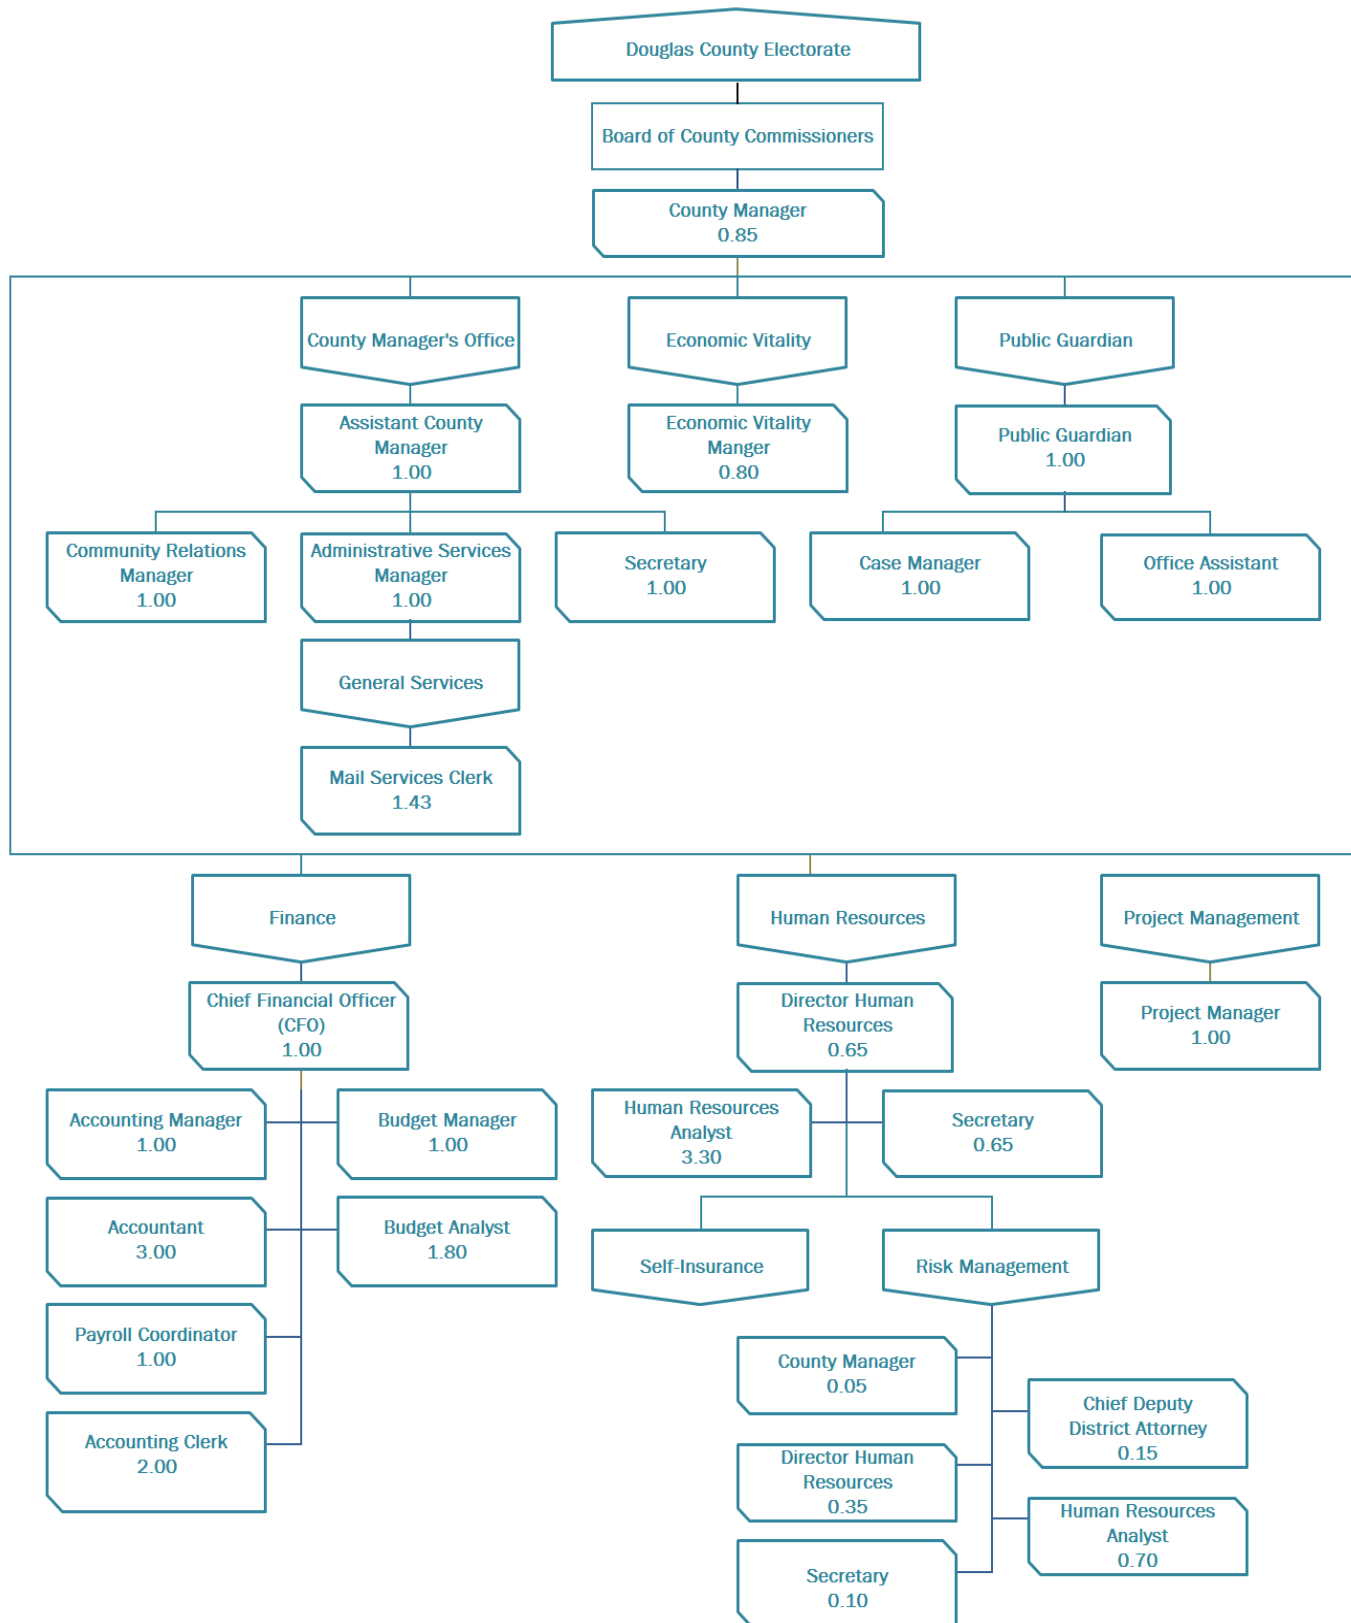 Douglas County Electorate
Board of County Commissioners
County Manager
0.85
County Manager's Office
Economic Vitality
Public Guardian
Assistant County
Manager
1.00
Economic Vitality
Manger
0.80
Public Guardian
1.00
Community Relations
Manager
1.00
Administrative Services
Manager
1.00
Secretary
1.00
Case Manager
1.00
Office Assistant
1.00
General Services
Mail Services Clerk
1.43
Finance
Human Resources
Project Management
Chief Financial Officer
(CFO)
1.00
Director Human
Resources
0.65
Project Manager
1.00
Accounting Manager
1.00
Budget Manager
1.00
Human Resources
Analyst
3.30
Secretary
0.65
Accountant
3.00
Budget Analyst
1.80
Self-Insurance
Risk Management
Payroll Coordinator
1.00
County Manager
0.05
Chief Deputy
District Attorney
0.15
Accounting Clerk
2.00
Director Human
Resources
0.35
Human Resources
Analyst
0.70
Secretary
0.10